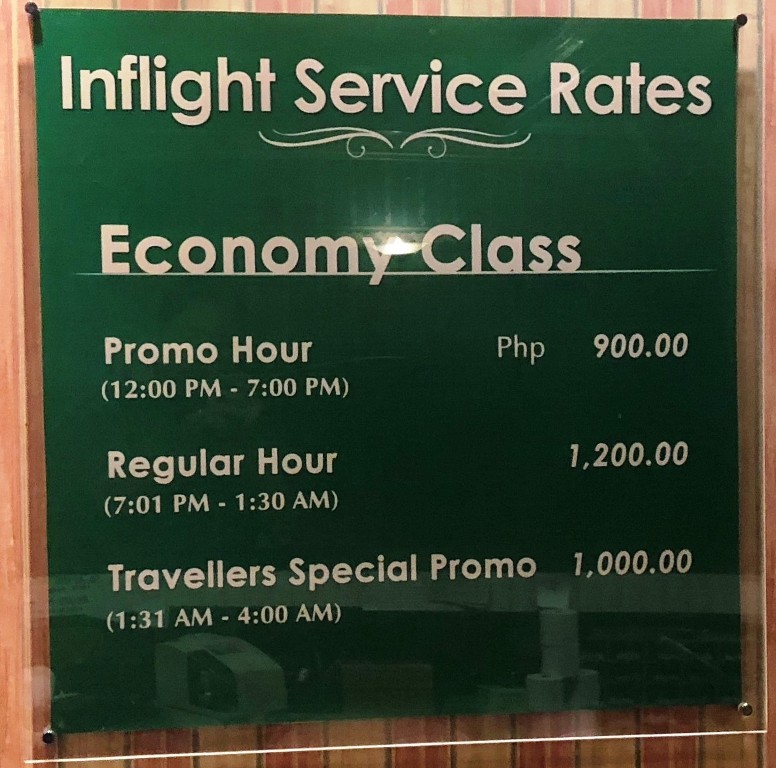 Inflight Service Rates
Economy Class
Promo Hour Php 900.00
(12:00 PM - 7:00 PM)
Regular Hour 1,200.00
(7:01 PM - 1:30 AM)
Travellers Special Promo 1,000.00
(1:31 AM - 4:00 AM)